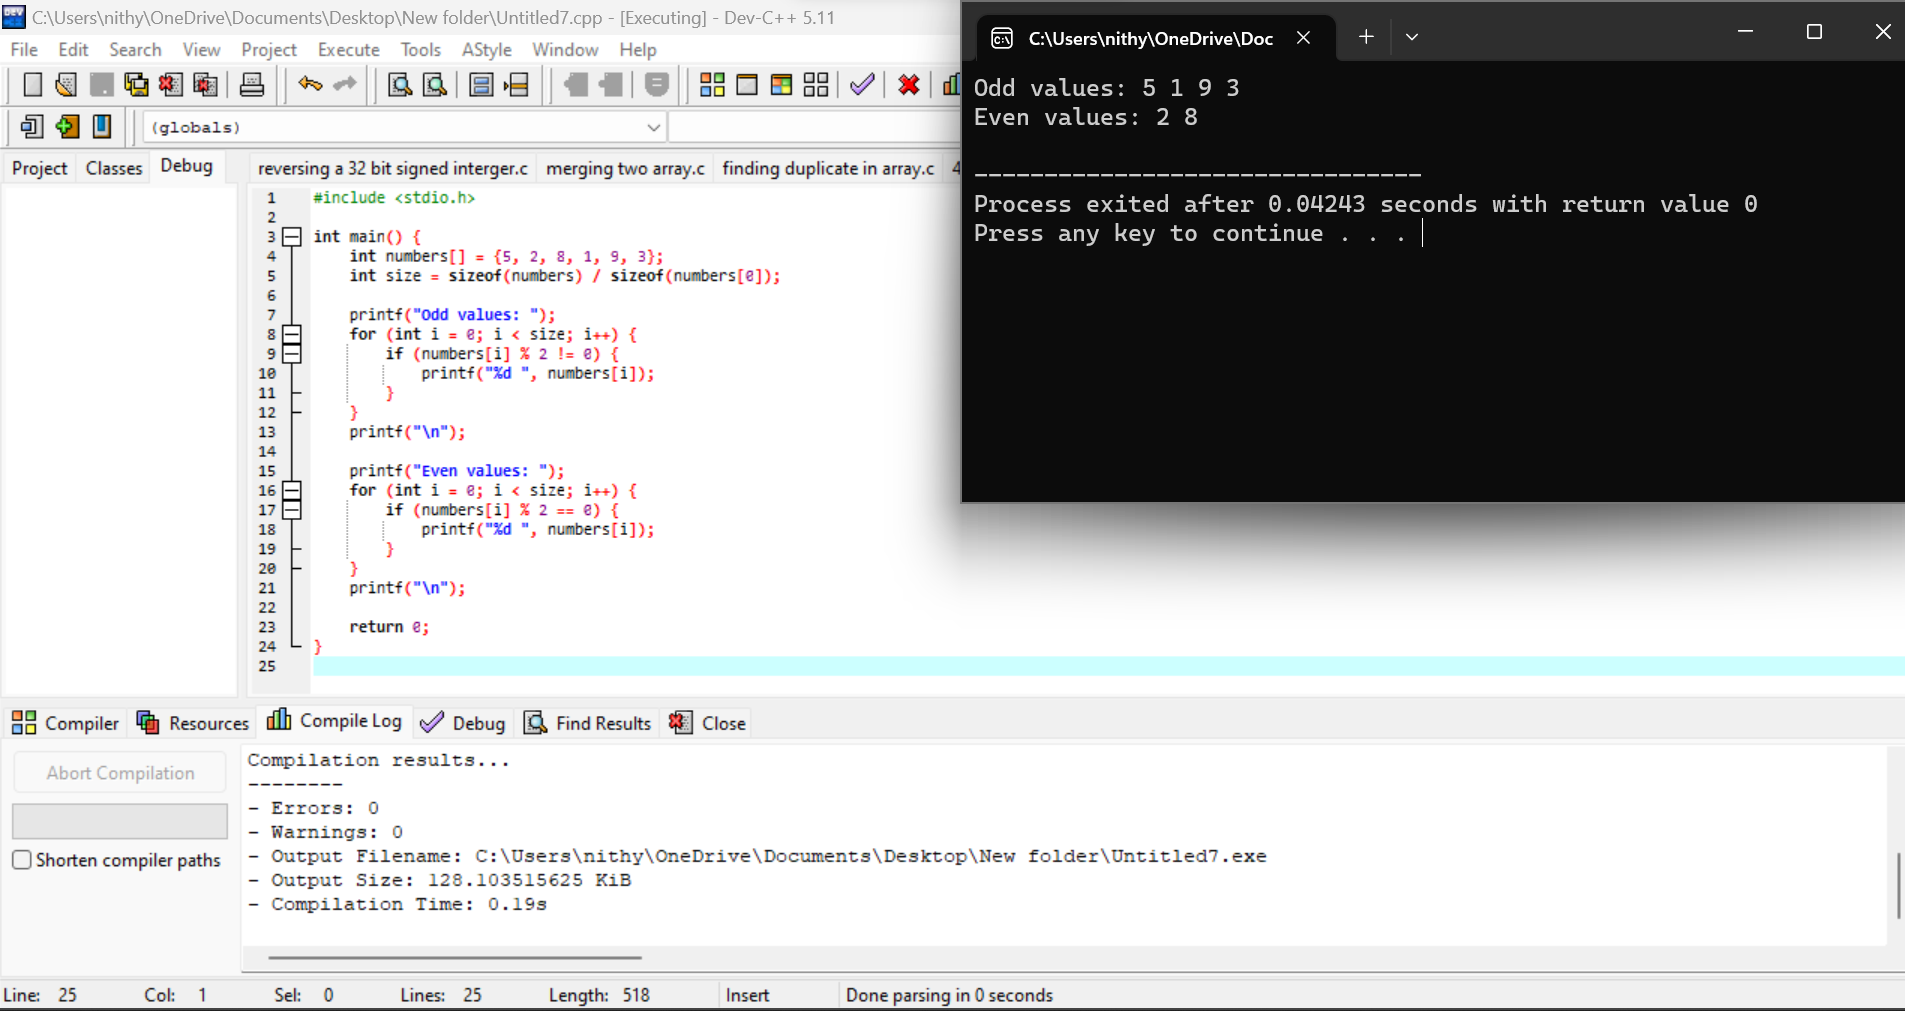 C:\Users\nithy\OneDrive\Documents\Desktop\New folder\Untitled7.cpp - [Executing] - Dev-C++ 5.11
File Edit Search View Project Execute Tools AStyle Window Help
(globals)
Project Classes Debug
reversing a 32 bit signed interger.c merging two array.c finding duplicate in array.c 4
1 #include <stdio.h>
2
3 int main() {
4 int numbers[] = {5, 2, 8, 1, 9, 3};
5 int size = sizeof(numbers) / sizeof(numbers[0]);
6
7 printf("Odd values: ");
8 for (int i = 0; i < size; i++) {
9 if (numbers[i] % 2 != 0) {
10 printf("%d ", numbers[i]);
11 }
12 }
13 printf("\n");
14
15 printf("Even values: ");
16 for (int i = 0; i < size; i++) {
17 if (numbers[i] % 2 == 0) {
18 printf("%d ", numbers[i]);
19 }
20 }
21 printf("\n");
22
23 return 0;
24 }
25
C:\Users\nithy\OneDrive\Doc
Odd values: 5 1 9 3
Even values: 2 8
--------------------------------
Process exited after 0.04243 seconds with return value 0
Press any key to continue . . .
Compiler Resources Compile Log Debug Find Results Close
Abort Compilation
Shorten compiler paths
Compilation results...
--------
- Errors: 0
- Warnings: 0
- Output Filename: C:\Users\nithy\OneDrive\Documents\Desktop\New folder\Untitled7.exe
- Output Size: 128.103515625 KiB
- Compilation Time: 0.19s
Line: 25 Col: 1 Sel: 0 Lines: 25 Length: 518 Insert Done parsing in 0 seconds